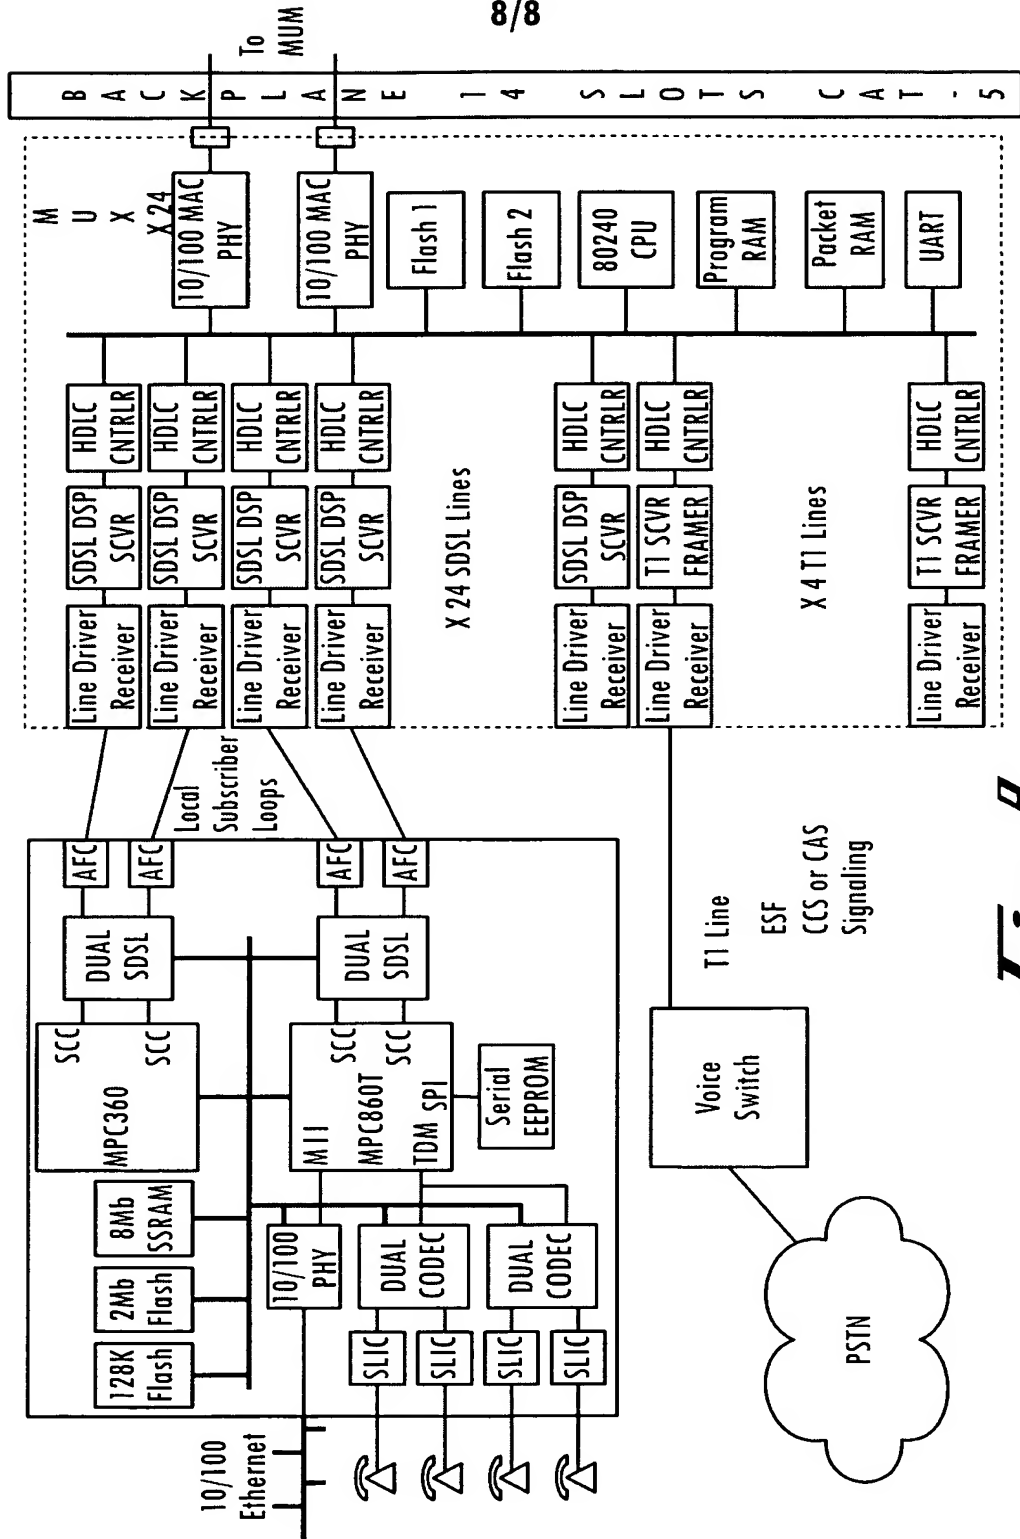 8/8
10/100
Ethernet
128K
Flash
2Mb
Flash
8Mb
SSRAM
MPC360
SCC
SCC
DUAL
SDSL
AFC
AFC
10/100
PHY
MII
MPC860T
TDM
SPI
SCC
SCC
DUAL
SDSL
AFC
AFC
Serial
EEPROM
SLIC
SLIC
DUAL
CODEC
SLIC
SLIC
DUAL
CODEC
Local
Subscriber
Loops
PSTN
Voice
Switch
T1 Line
ESF
CCS or CAS
Signaling
Line Driver
Receiver
SDSL DSP
SCVR
HDLC
CNTRLR
Line Driver
Receiver
SDSL DSP
SCVR
HDLC
CNTRLR
Line Driver
Receiver
SDSL DSP
SCVR
HDLC
CNTRLR
Line Driver
Receiver
SDSL DSP
SCVR
HDLC
CNTRLR
X 24 SDSL Lines
Line Driver
Receiver
SDSL DSP
SCVR
HDLC
CNTRLR
Line Driver
Receiver
T1 SCVR
FRAMER
HDLC
CNTRLR
X 4 T1 Lines
Line Driver
Receiver
T1 SCVR
FRAMER
HDLC
CNTRLR
M
U
X
X 24
10/100 MAC
PHY
10/100 MAC
PHY
Flash 1
Flash 2
80240
CPU
Program
RAM
Packet
RAM
UART
BACKPLANE 14 SLOTS CAT-5
To
MUM